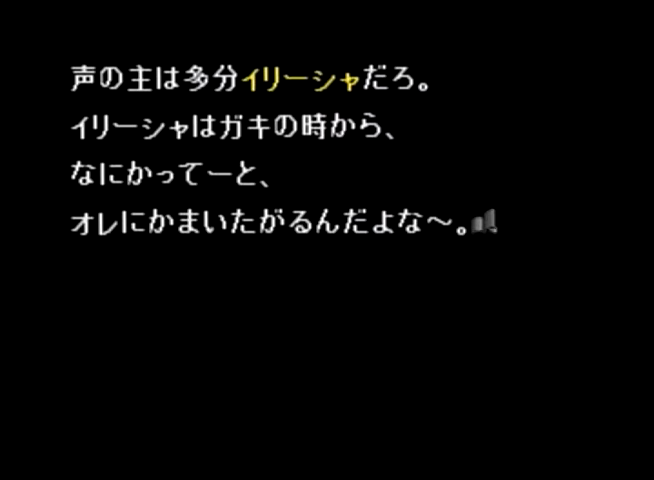 声の主は多分イリーシャだろ。
イリーシャはガキの時から、
なにかってーと、
オレにかまいたがるんだよな～。